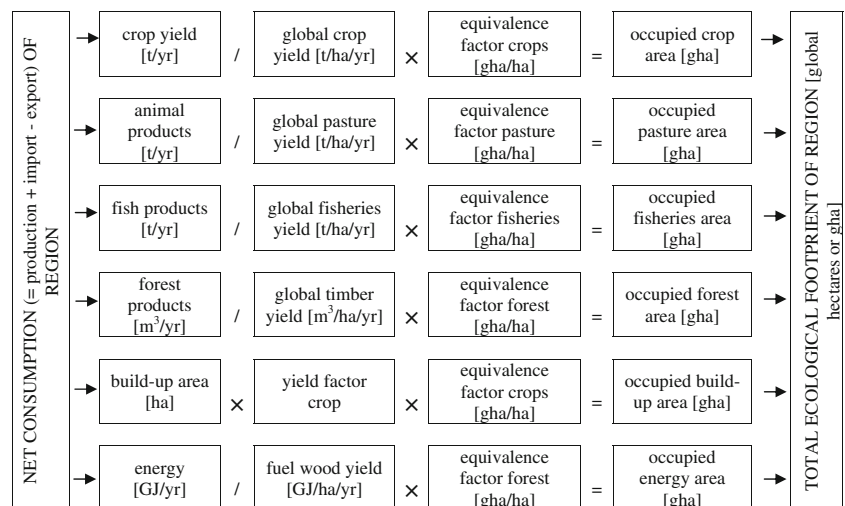 NET CONSUMPTION (= production + import - export) OF
REGION
crop yield
[t/yr]
/
global crop
yield [t/ha/yr]
×
equivalence
factor crops
[gha/ha]
=
occupied crop
area [gha]
animal
products
[t/yr]
/
global pasture
yield [t/ha/yr]
×
equivalence
factor pasture
[gha/ha]
=
occupied
pasture area
[gha]
fish products
[t/yr]
/
global fisheries
yield [t/ha/yr]
×
equivalence
factor fisheries
[gha/ha]
=
occupied
fisheries area
[gha]
forest
products
[m³/yr]
/
global timber
yield [m³/ha/yr]
×
equivalence
factor forest
[gha/ha]
=
occupied forest
area [gha]
build-up area
[ha]
×
yield factor
crop
×
equivalence
factor crops
[gha/ha]
=
occupied build-
up area [gha]
energy
[GJ/yr]
/
fuel wood yield
[GJ/ha/yr]
×
equivalence
factor forest
[gha/ha]
=
occupied
energy area
[gha]
TOTAL ECOLOGICAL FOOTPRIENT OF REGION [global
hectares or gha]